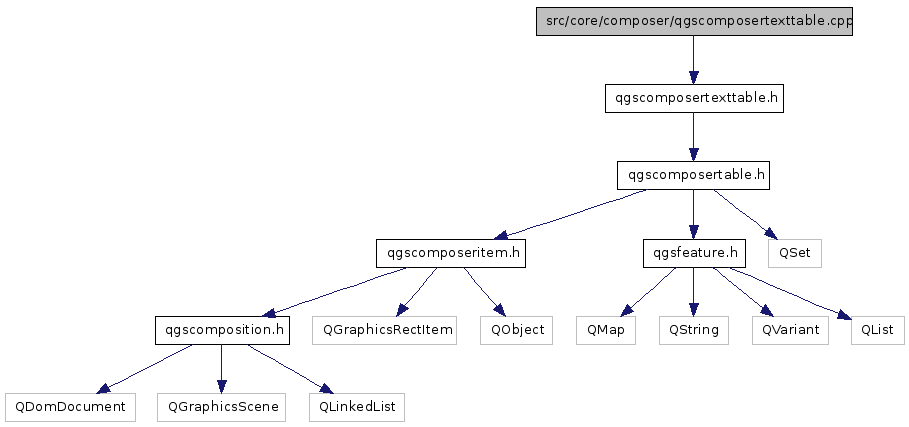 src/core/composer/qgscomposertexttable.cpp
qgscomposertexttable.h
qgscomposertable.h
qgscomposeritem.h
qgsfeature.h
QSet
qgscomposition.h
QGraphicsRectItem
QObject
QMap
QString
QVariant
QList
QDomDocument
QGraphicsScene
QLinkedList